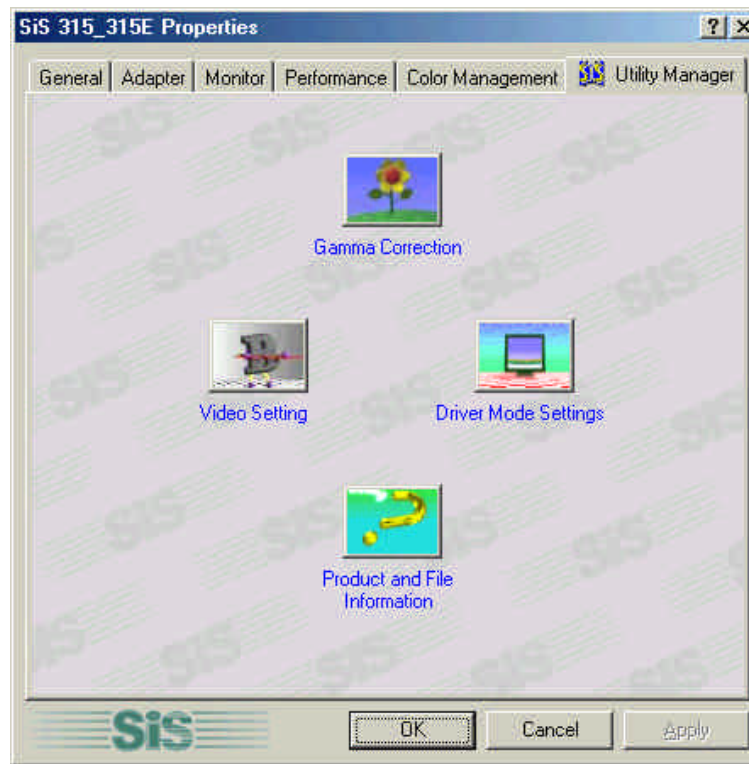 SiS 315_315E Properties
General Adapter Monitor Performance Color Management SiS Utility Manager
Gamma Correction
Video Setting
Driver Mode Settings
Product and File
Information
SiS
OK Cancel Apply